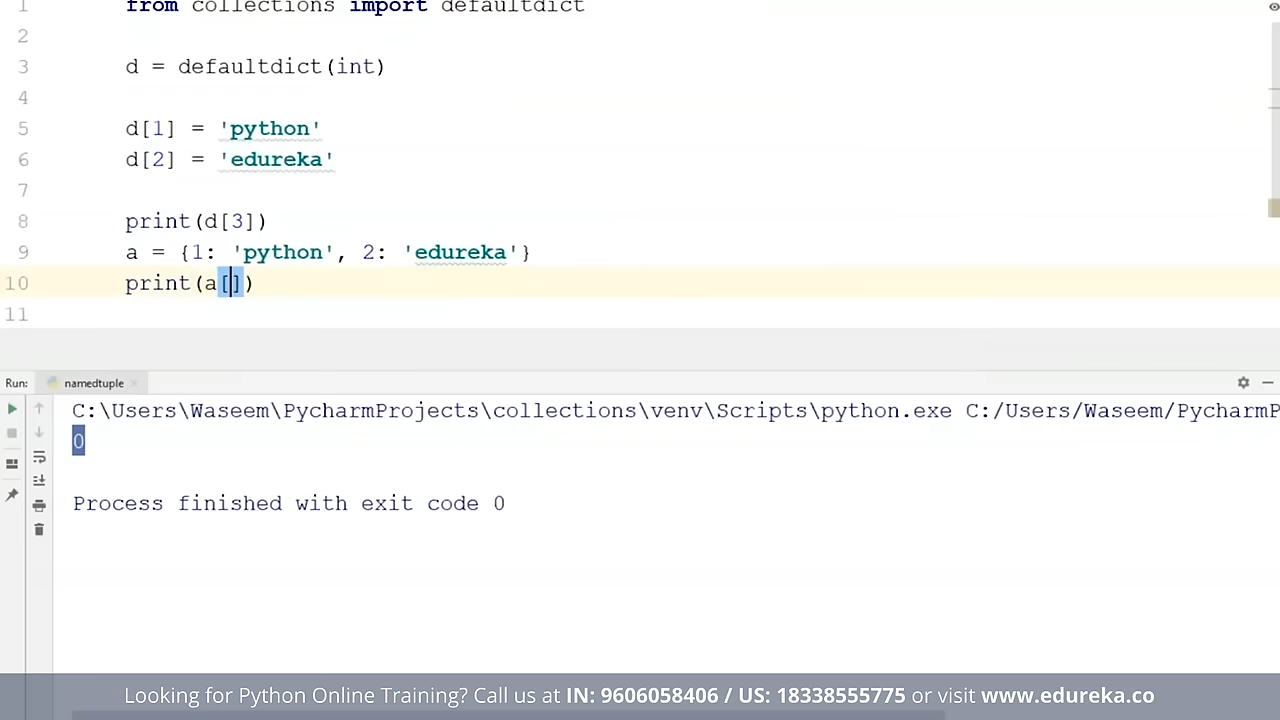 1 from collections import defaultdict
2
3 d = defaultdict(int)
4
5 d[1] = 'python'
6 d[2] = 'edureka'
7
8 print(d[3])
9 a = {1: 'python', 2: 'edureka'}
10 print(a[])
11
Run: namedtuple
C:\Users\Waseem\PycharmProjects\collections\venv\Scripts\python.exe C:/Users/Waseem/PycharmP
0
Process finished with exit code 0
Looking for Python Online Training? Call us at IN: 9606058406 / US: 18338555775 or visit www.edureka.co